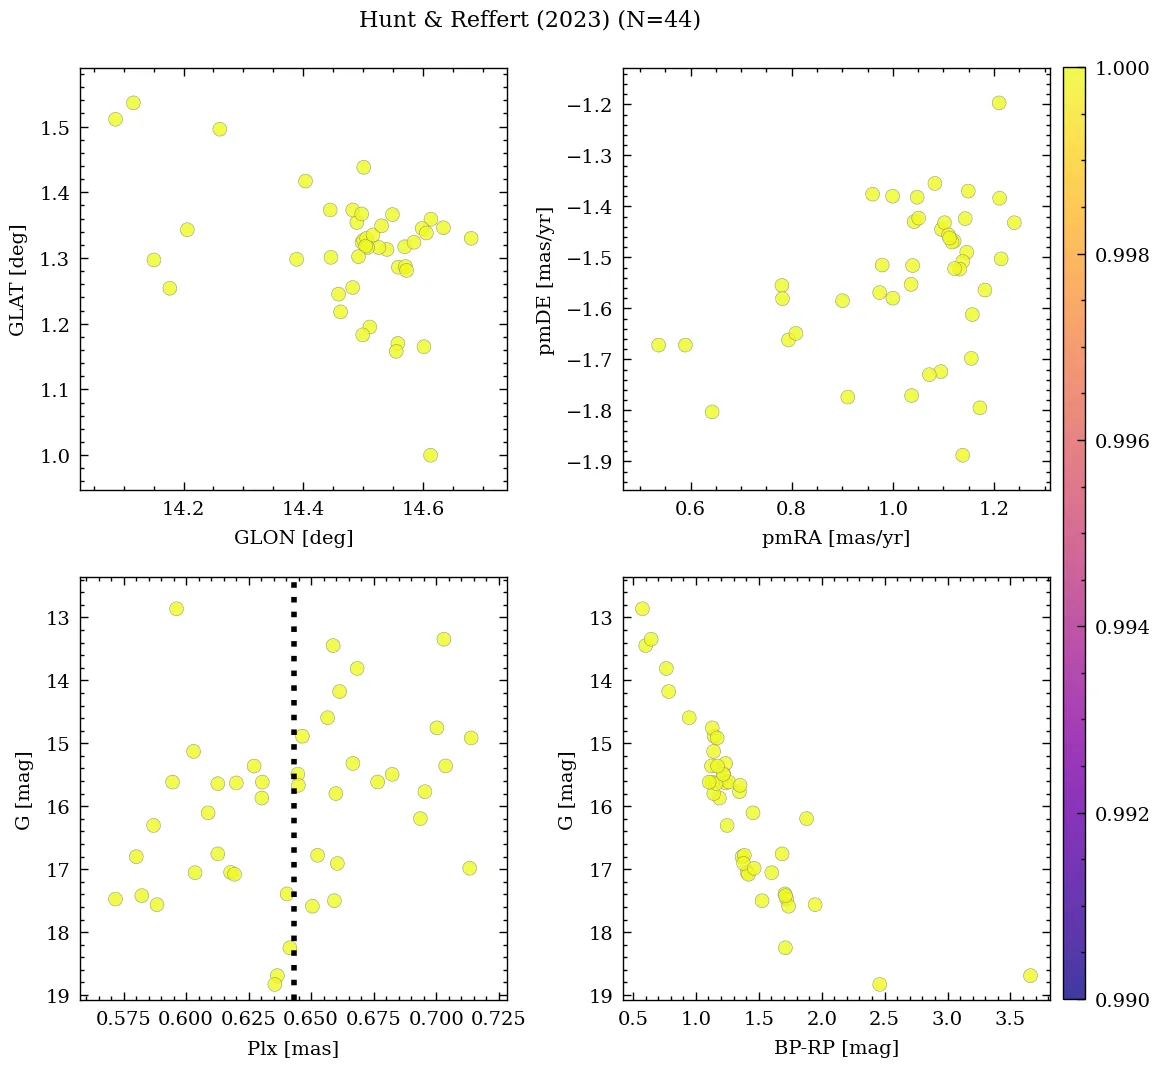 Hunt & Reffert (2023) (N=44)
1.5
1.4
1.3
1.2
1.1
1.0
GLAT [deg]
14.2 14.4 14.6
GLON [deg]
−1.2
−1.3
−1.4
−1.5
−1.6
−1.7
−1.8
−1.9
pmDE [mas/yr]
0.6 0.8 1.0 1.2
pmRA [mas/yr]
1.000
0.998
0.996
0.994
0.992
0.990
13
14
15
16
17
18
19
G [mag]
0.575 0.600 0.625 0.650 0.675 0.700 0.725
Plx [mas]
13
14
15
16
17
18
19
G [mag]
0.5 1.0 1.5 2.0 2.5 3.0 3.5
BP-RP [mag]